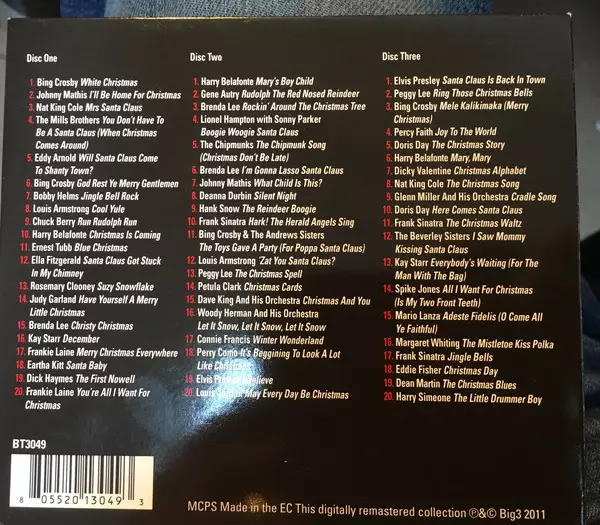 Disc One
1. Bing Crosby White Christmas
2. Johnny Mathis I'll Be Home For Christmas
3. Nat King Cole Mrs Santa Claus
4. The Mills Brothers You Don't Have To
Be A Santa Claus (When Christmas
Comes Around)
5. Eddy Arnold Will Santa Claus Come
To Shanty Town?
6. Bing Crosby God Rest Ye Merry Gentlemen
7. Bobby Helms Jingle Bell Rock
8. Louis Armstrong Cool Yule
9. Chuck Berry Run Rudolph Run
10. Harry Belafonte Christmas Is Coming
11. Ernest Tubb Blue Christmas
12. Ella Fitzgerald Santa Claus Got Stuck
In My Chimney
13. Rosemary Clooney Suzy Snowflake
14. Judy Garland Have Yourself A Merry
Little Christmas
15. Brenda Lee Christy Christmas
16. Kay Starr December
17. Frankie Laine Merry Christmas Everywhere
18. Eartha Kitt Santa Baby
19. Dick Haymes The First Nowell
20. Frankie Laine You're All I Want For
Christmas
Disc Two
1. Harry Belafonte Mary's Boy Child
2. Gene Autry Rudolph The Red Nosed Reindeer
3. Brenda Lee Rockin' Around The Christmas Tree
4. Lionel Hampton with Sonny Parker
Boogie Woogie Santa Claus
5. The Chipmunks The Chipmunk Song
(Christmas Don't Be Late)
6. Brenda Lee I'm Gonna Lasso Santa Claus
7. Johnny Mathis What Child Is This?
8. Deanna Durbin Silent Night
9. Hank Snow The Reindeer Boogie
10. Frank Sinatra Hark! The Herald Angels Sing
11. Bing Crosby & The Andrews Sisters
The Toys Gave A Party (For Poppa Santa Claus)
12. Louis Armstrong 'Zat You Santa Claus?
13. Peggy Lee The Christmas Spell
14. Petula Clark Christmas Cards
15. Dave King And His Orchestra Christmas And You
16. Woody Herman And His Orchestra
Let It Snow, Let It Snow, Let It Snow
17. Connie Francis Winter Wonderland
18. Perry Como It's Beggining To Look A Lot
Like Christmas
19. Elvis Presley I Believe
20. Louis Jordan May Every Day Be Christmas
Disc Three
1. Elvis Presley Santa Claus Is Back In Town
2. Peggy Lee Ring Those Christmas Bells
3. Bing Crosby Mele Kalikimaka (Merry
Christmas)
4. Percy Faith Joy To The World
5. Doris Day The Christmas Story
6. Harry Belafonte Mary, Mary
7. Dicky Valentine Christmas Alphabet
8. Nat King Cole The Christmas Song
9. Glenn Miller And His Orchestra Cradle Song
10. Doris Day Here Comes Santa Claus
11. Frank Sinatra The Christmas Waltz
12. The Beverley Sisters I Saw Mommy
Kissing Santa Claus
13. Kay Starr Everybody's Waiting (For The
Man With The Bag)
14. Spike Jones All I Want For Christmas
(Is My Two Front Teeth)
15. Mario Lanza Adeste Fidelis (O Come All
Ye Faithful)
16. Margaret Whiting The Mistletoe Kiss Polka
17. Frank Sinatra Jingle Bells
18. Eddie Fisher Christmas Day
19. Dean Martin The Christmas Blues
20. Harry Simeone The Little Drummer Boy
BT3049
8 05520 13049 3
MCPS Made in the EC This digitally remastered collection ℗&© Big3 2011